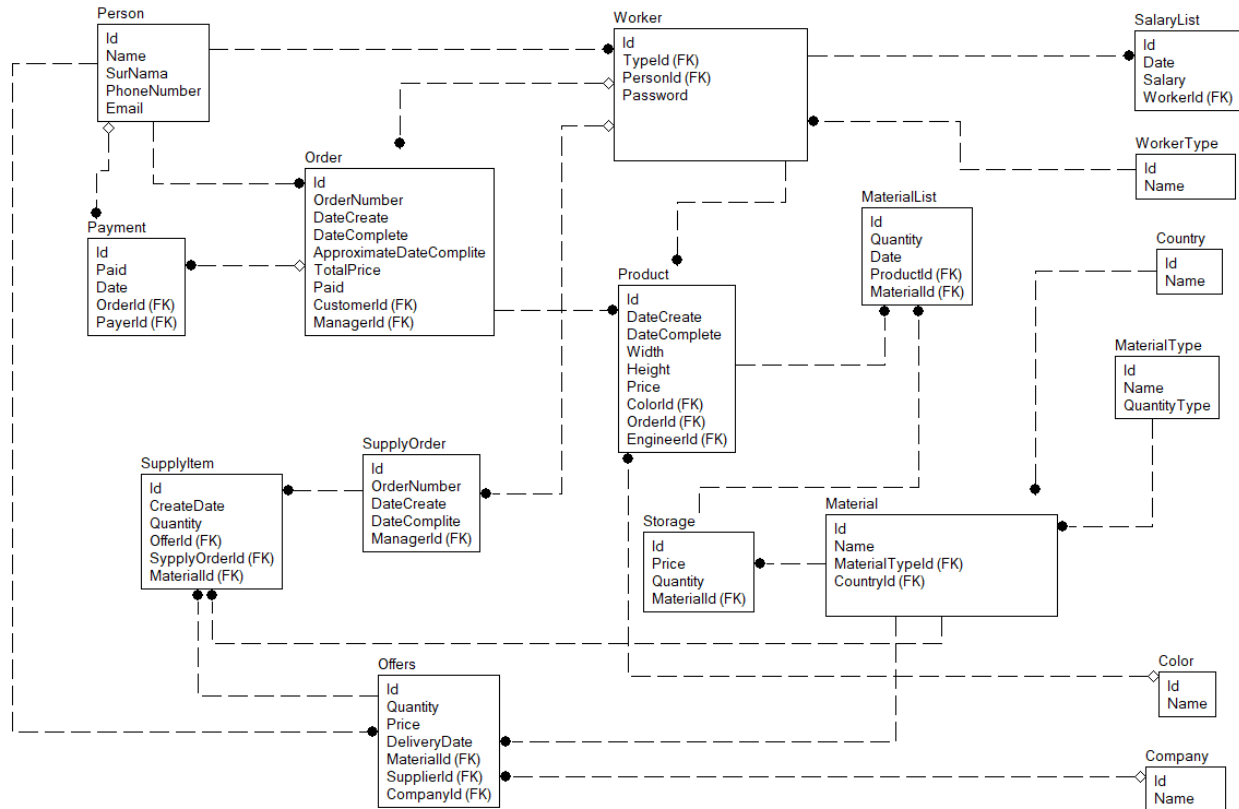 Person
Id
Name
SurNama
PhoneNumber
Email
Worker
Id
TypeId (FK)
PersonId (FK)
Password
SalaryList
Id
Date
Salary
WorkerId (FK)
WorkerType
Id
Name
Order
Id
OrderNumber
DateCreate
DateComplete
ApproximateDateComplite
TotalPrice
Paid
CustomerId (FK)
ManagerId (FK)
Payment
Id
Paid
Date
OrderId (FK)
PayerId (FK)
MaterialList
Id
Quantity
Date
ProductId (FK)
MaterialId (FK)
Country
Id
Name
Product
Id
DateCreate
DateComplete
Width
Height
Price
ColorId (FK)
OrderId (FK)
EngineerId (FK)
MaterialType
Id
Name
QuantityType
SupplyItem
Id
CreateDate
Quantity
OfferId (FK)
SypplyOrderId (FK)
MaterialId (FK)
SupplyOrder
Id
OrderNumber
DateCreate
DateComplite
ManagerId (FK)
Storage
Id
Price
Quantity
MaterialId (FK)
Material
Id
Name
MaterialTypeId (FK)
CountryId (FK)
Offers
Id
Quantity
Price
DeliveryDate
MaterialId (FK)
SupplierId (FK)
CompanyId (FK)
Color
Id
Name
Company
Id
Name